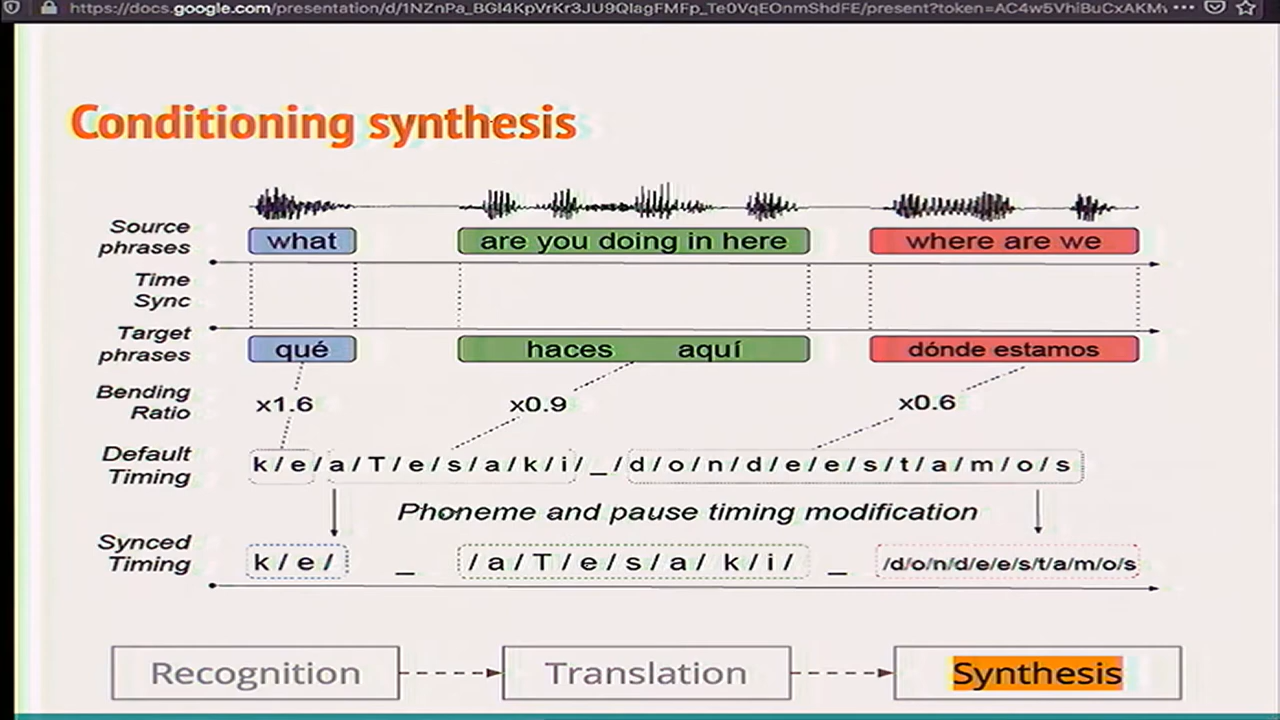 https://docs.google.com/presentation/d/1NZnPa_BGl4KpVrKr3JU9QlagFMFp_Te0VqEOnmShdFE/present?token=AC4w5VhiBuCxAKM
Conditioning synthesis
Source phrases
what are you doing in here where are we
Time Sync
Target phrases
qué haces aquí dónde estamos
Bending Ratio
x1.6 x0.9 x0.6
Default Timing
k/e/a/T/e/s/a/k/i/_/d/o/n/d/e/e/s/t/a/m/o/s
Phoneme and pause timing modification
Synced Timing
k/e/ _ /a/T/e/s/a/k/i/ _ /d/o/n/d/e/e/s/t/a/m/o/s
Recognition Translation Synthesis